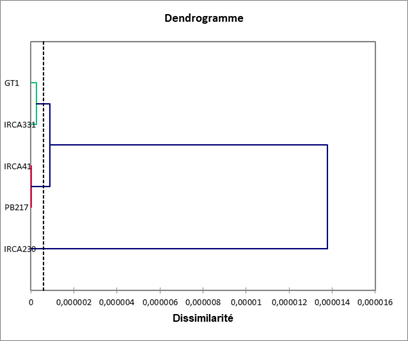 Dendrogramme
GT1
IRCA331
IRCA41
PB217
IRCA230
0 0,000002 0,000004 0,000006 0,000008 0,00001 0,000012 0,000014 0,000016
Dissimilarité